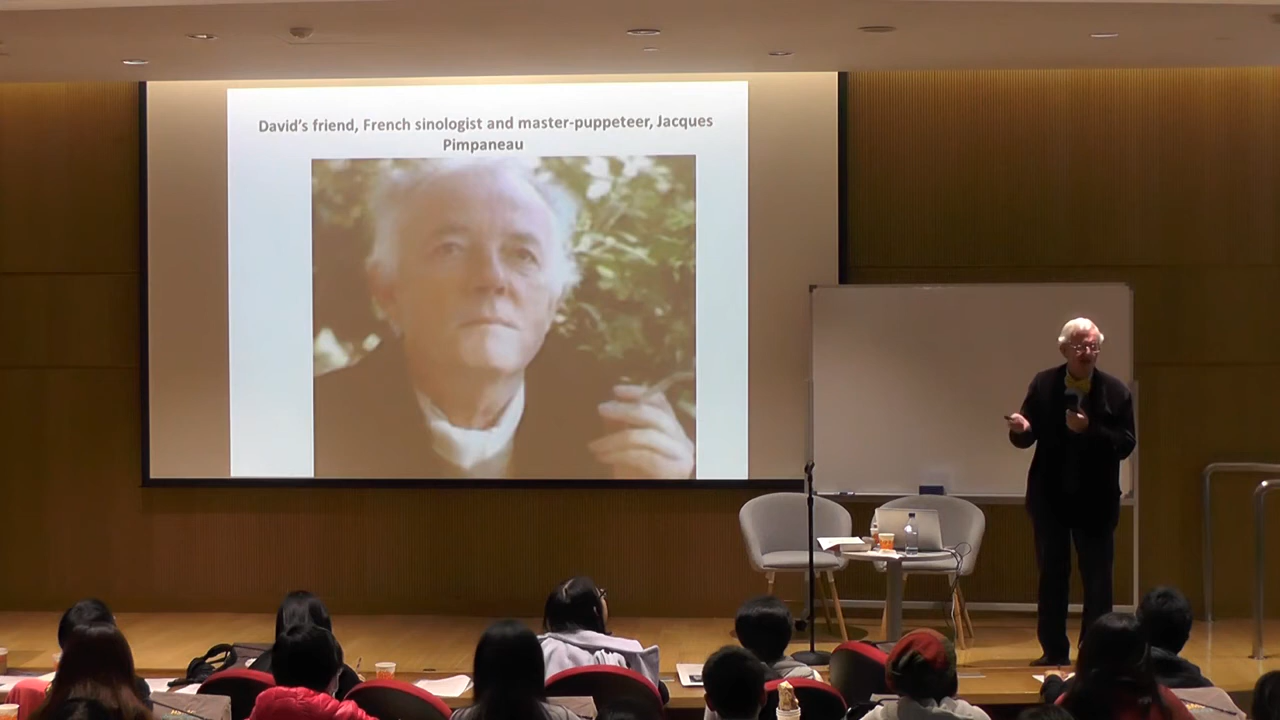 David's friend, French sinologist and master-puppeteer, Jacques
Pimpaneau